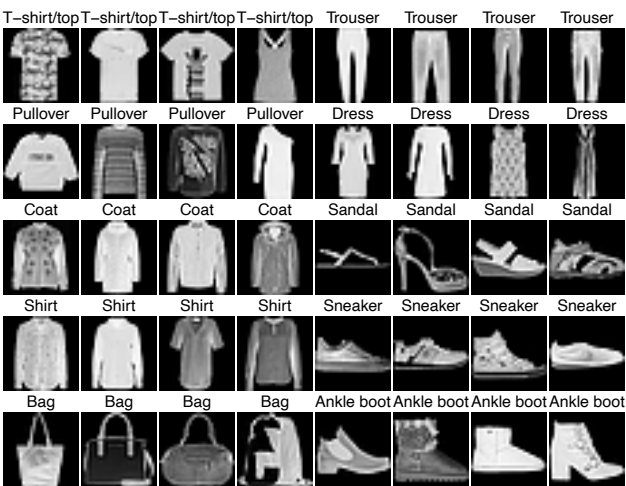 T-shirt/top T-shirt/top T-shirt/top T-shirt/top Trouser Trouser Trouser Trouser
Pullover Pullover Pullover Pullover Dress Dress Dress Dress
Coat Coat Coat Coat Sandal Sandal Sandal Sandal
Shirt Shirt Shirt Shirt Sneaker Sneaker Sneaker Sneaker
Bag Bag Bag Bag Ankle boot Ankle boot Ankle boot Ankle boot